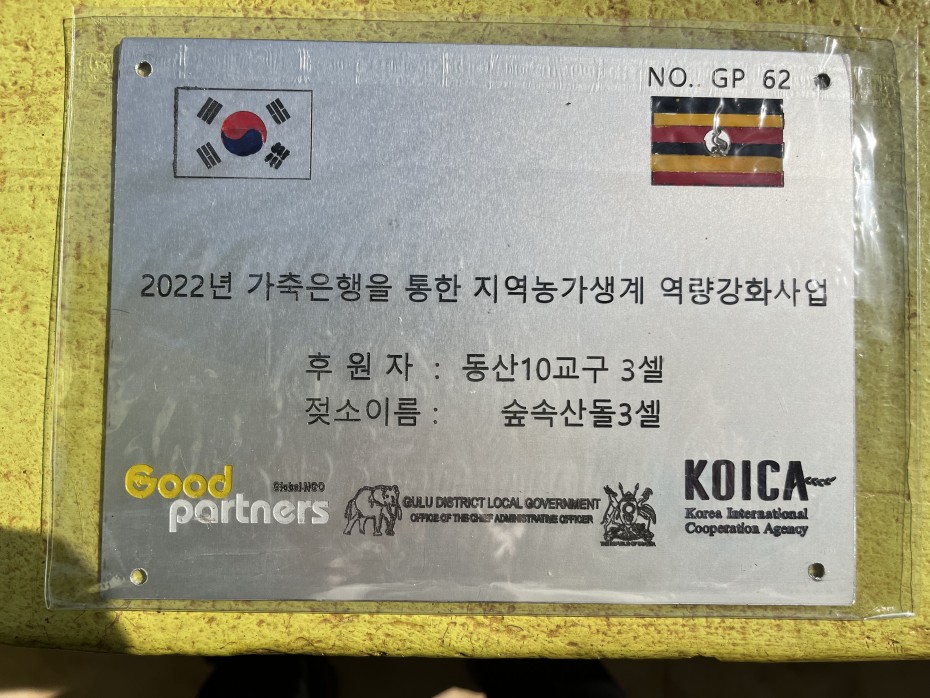 NO.. GP 62
2022년 가축은행을 통한 지역농가생계 역량강화사업
후 원 자 : 동산10교구 3셀
젖소이름 : 숲속산돌3셀
Good
partners
Global NGO
GULU DISTRICT LOCAL GOVERNMENT
OFFICE OF THE CHIEF ADMINISTRATIVE OFFICER
KOICA
Korea International
Cooperation Agency